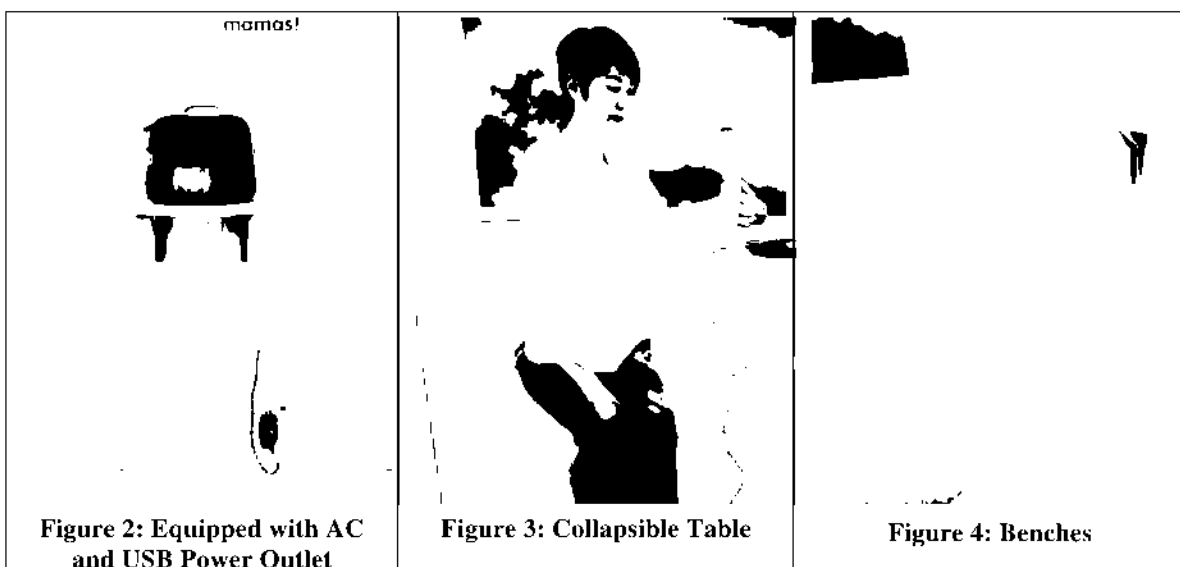 mamas!
Figure 2: Equipped with AC
and USB Power Outlet
Figure 3: Collapsible Table
Figure 4: Benches